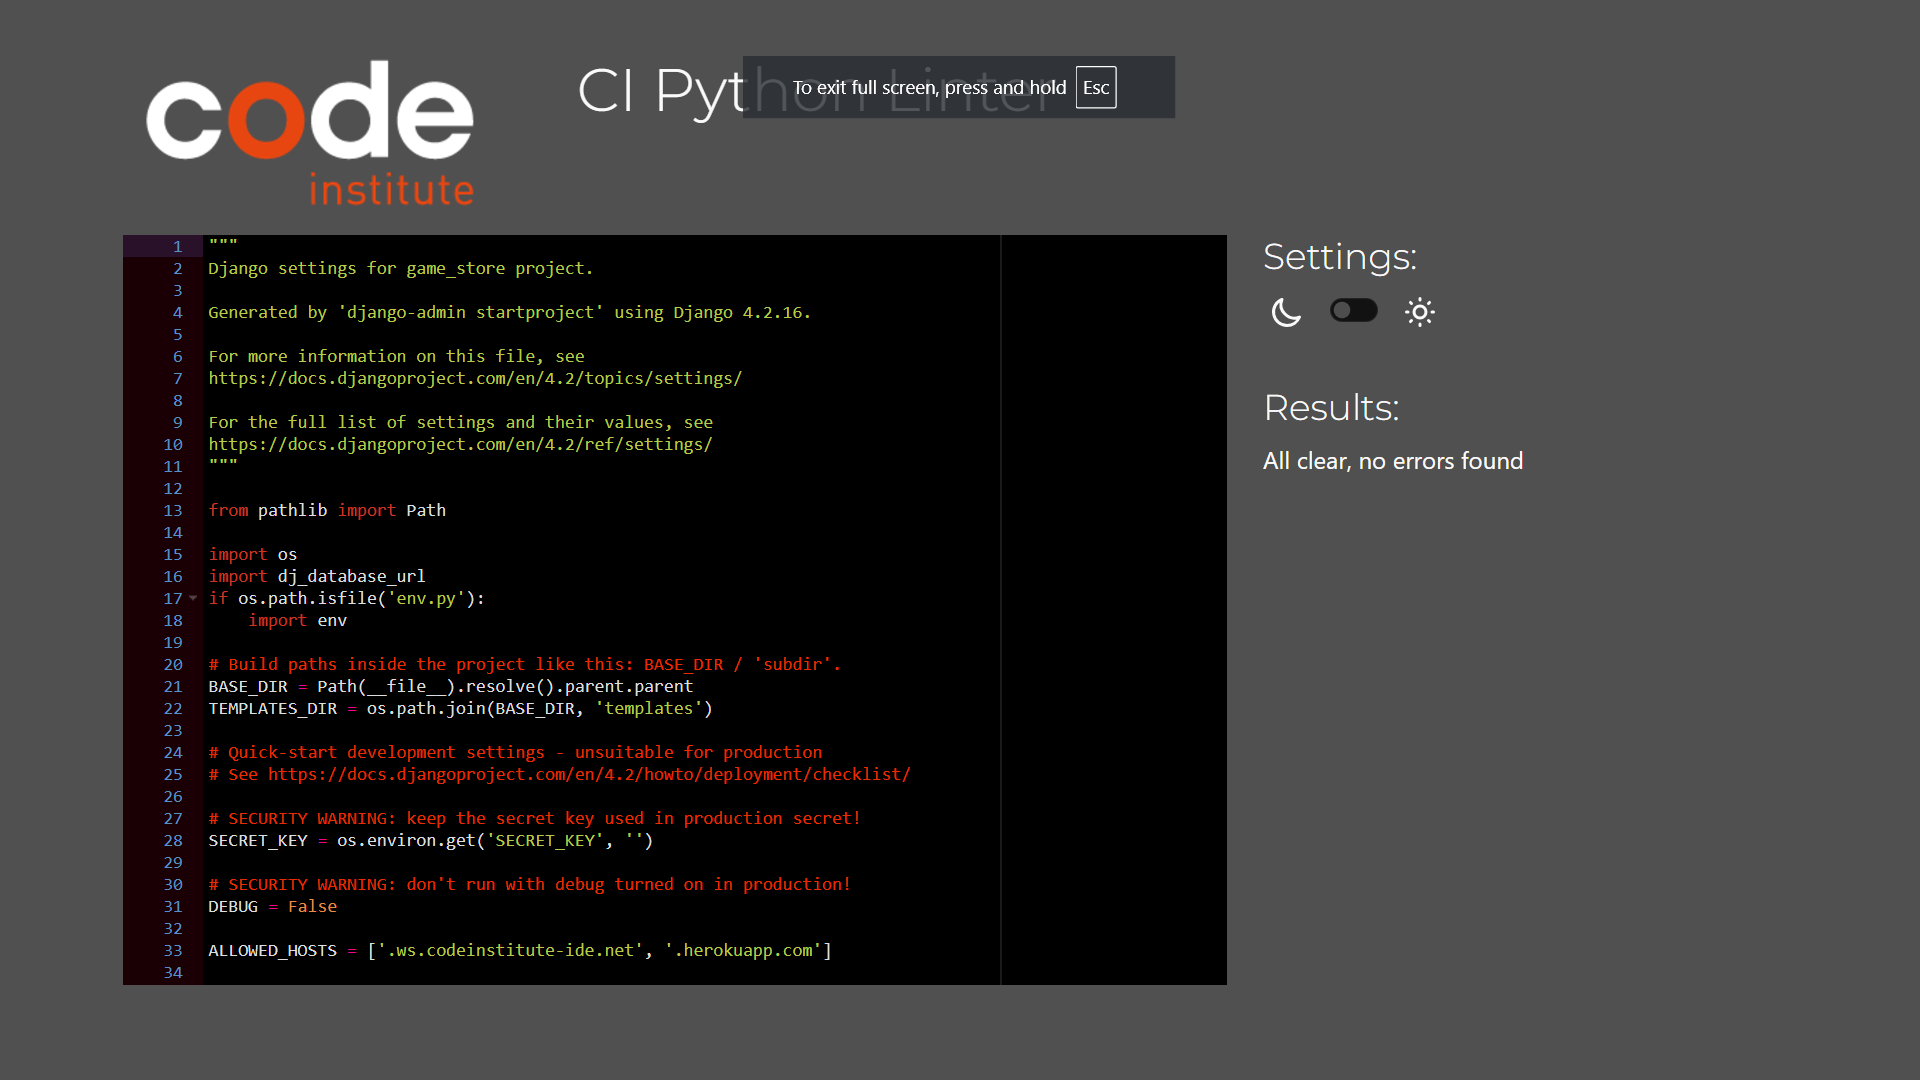 code
institute
CI Python Linter
To exit full screen, press and hold Esc
1 """
2 Django settings for game_store project.
3
4 Generated by 'django-admin startproject' using Django 4.2.16.
5
6 For more information on this file, see
7 https://docs.djangoproject.com/en/4.2/topics/settings/
8
9 For the full list of settings and their values, see
10 https://docs.djangoproject.com/en/4.2/ref/settings/
11 """
12
13 from pathlib import Path
14
15 import os
16 import dj_database_url
17 if os.path.isfile('env.py'):
18     import env
19
20 # Build paths inside the project like this: BASE_DIR / 'subdir'.
21 BASE_DIR = Path(__file__).resolve().parent.parent
22 TEMPLATES_DIR = os.path.join(BASE_DIR, 'templates')
23
24 # Quick-start development settings - unsuitable for production
25 # See https://docs.djangoproject.com/en/4.2/howto/deployment/checklist/
26
27 # SECURITY WARNING: keep the secret key used in production secret!
28 SECRET_KEY = os.environ.get('SECRET_KEY', '')
29
30 # SECURITY WARNING: don't run with debug turned on in production!
31 DEBUG = False
32
33 ALLOWED_HOSTS = ['.ws.codeinstitute-ide.net', '.herokuapp.com']
34
Settings:
Results:
All clear, no errors found